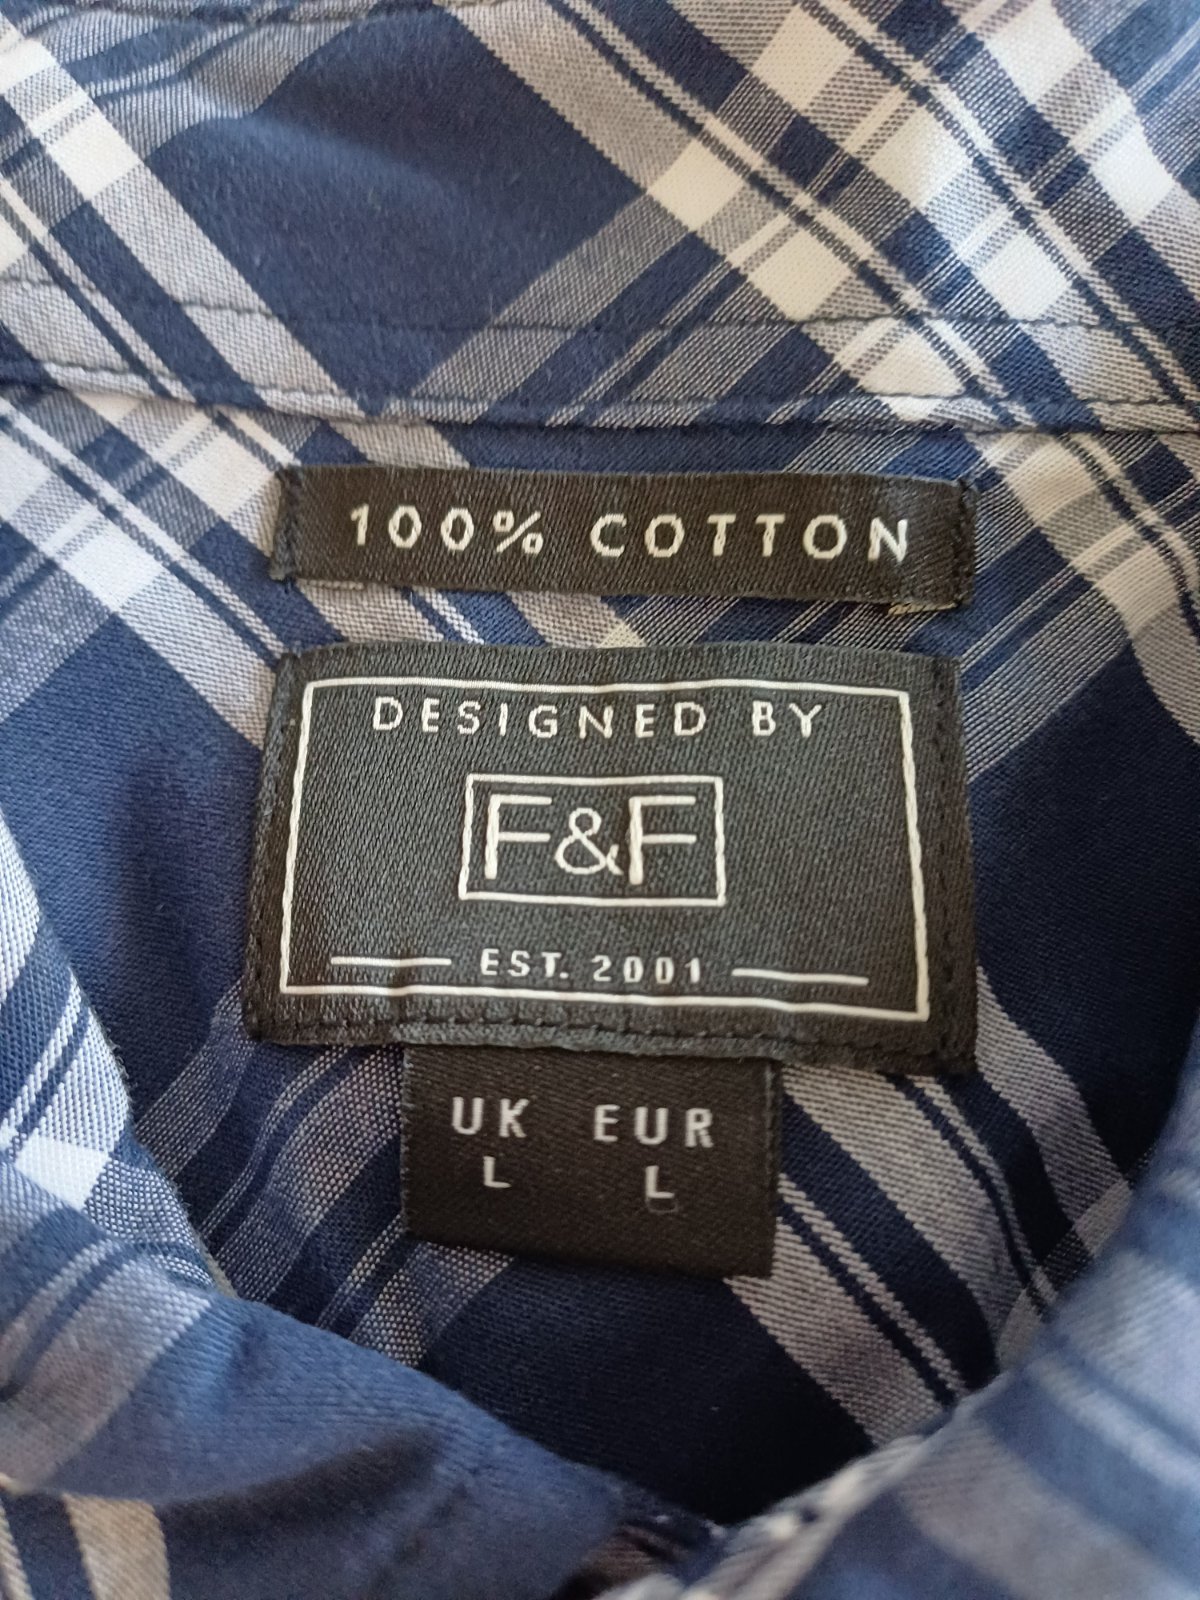 100% COTTON
DESIGNED BY
F&F
EST. 2001
UK EUR
L L